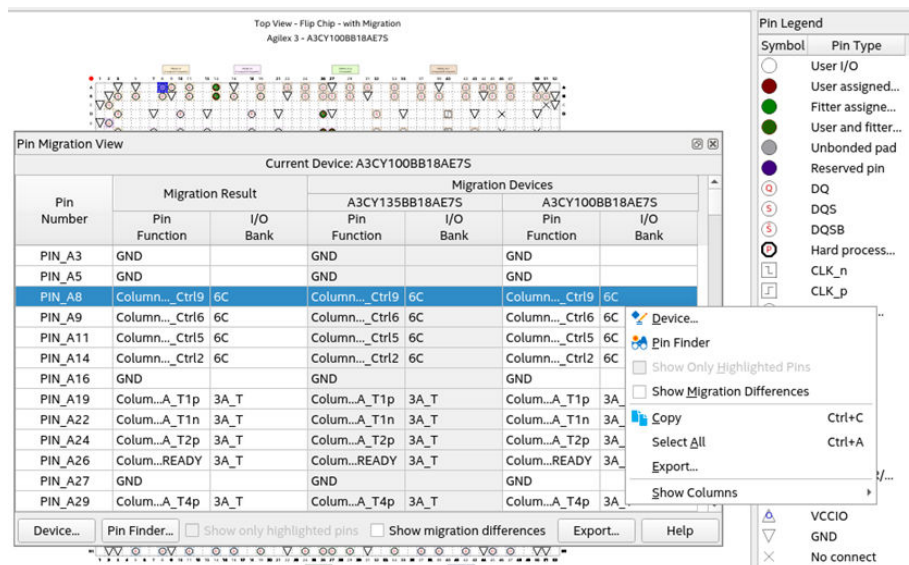 Top View - Flip Chip - with Migration
Agilex 3 - A3CY100BB18AE7S
Pin Legend
Symbol Pin Type
User I/O
User assigned...
Fitter assigne...
User and fitter...
Unbonded pad
Reserved pin
Q DQ
S DQS
S DQSB
P Hard process...
CLK_n
CLK_p
VCCIO
GND
No connect
Pin Migration View
Current Device: A3CY100BB18AE7S
Pin Number Migration Result Migration Devices
A3CY135BB18AE7S A3CY100BB18AE7S
Pin Function I/O Bank Pin Function I/O Bank Pin Function I/O Bank
PIN_A3 GND GND GND
PIN_A5 GND GND GND
PIN_A8 Column..._Ctrl9 6C Column..._Ctrl9 6C Column..._Ctrl9 6C
PIN_A9 Column..._Ctrl6 6C Column..._Ctrl6 6C Column..._Ctrl6 6C
PIN_A11 Column..._Ctrl5 6C Column..._Ctrl5 6C Column..._Ctrl5 6C
PIN_A14 Column..._Ctrl2 6C Column..._Ctrl2 6C Column..._Ctrl2 6C
PIN_A16 GND GND GND
PIN_A19 Colum...A_T1p 3A_T Colum...A_T1p 3A_T Colum...A_T1p 3A_
PIN_A22 Colum...A_T1n 3A_T Colum...A_T1n 3A_T Colum...A_T1n 3A_
PIN_A24 Colum...A_T2p 3A_T Colum...A_T2p 3A_T Colum...A_T2p 3A_
PIN_A26 Colum...READY 3A_T Colum...READY 3A_T Colum...READY 3A_
PIN_A27 GND GND GND
PIN_A29 Colum...A_T4p 3A_T Colum...A_T4p 3A_T Colum...A_T4p 3A_
Device... Pin Finder... Show only highlighted pins Show migration differences Export... Help
Device...
Pin Finder
Show Only Highlighted Pins
Show Migration Differences
Copy Ctrl+C
Select All Ctrl+A
Export...
Show Columns